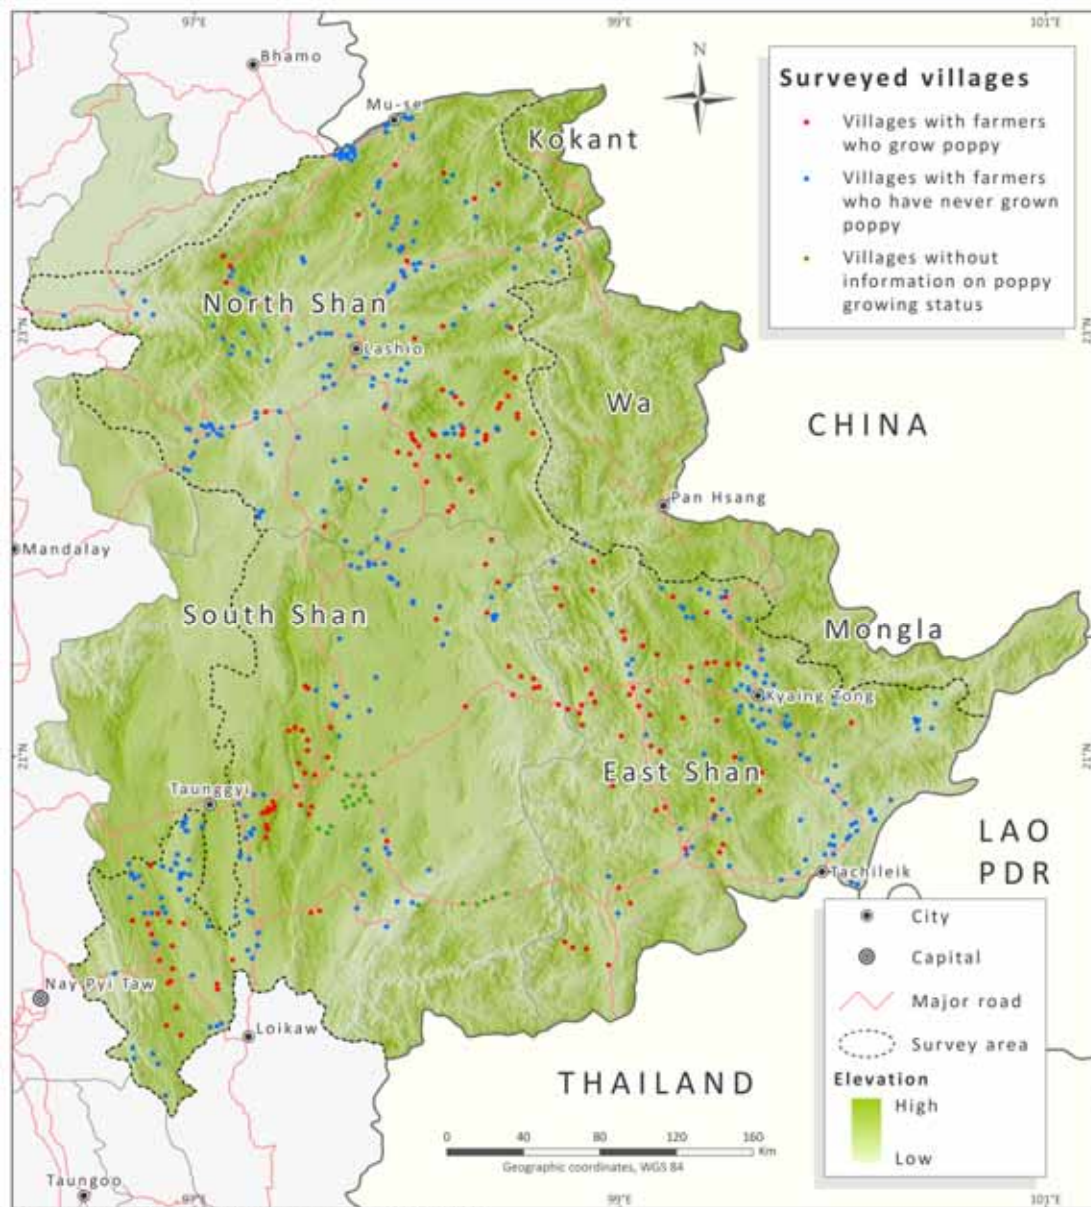 97°E
99°E
101°E
Bhamo
N
Surveyed villages
Mu-se
Villages with farmers
who grow poppy
Kokant
Villages with farmers
who have never grown
poppy
Villages without
information on poppy
growing status
North Shan
23°N
23°N
Lashio
Wa
CHINA
Pan Hsang
Mandalay
South Shan
Mongla
Kyaing Tong
21°N
21°N
East Shan
Taunggyi
LAO
PDR
Tachileik
City
Capital
Nay Pyi Taw
Major road
Loikaw
Survey area
THAILAND
Elevation
High
Low
0 40 80 120 160
Km
Geographic coordinates, WGS 84
Taungoo
97°E
99°E
101°E